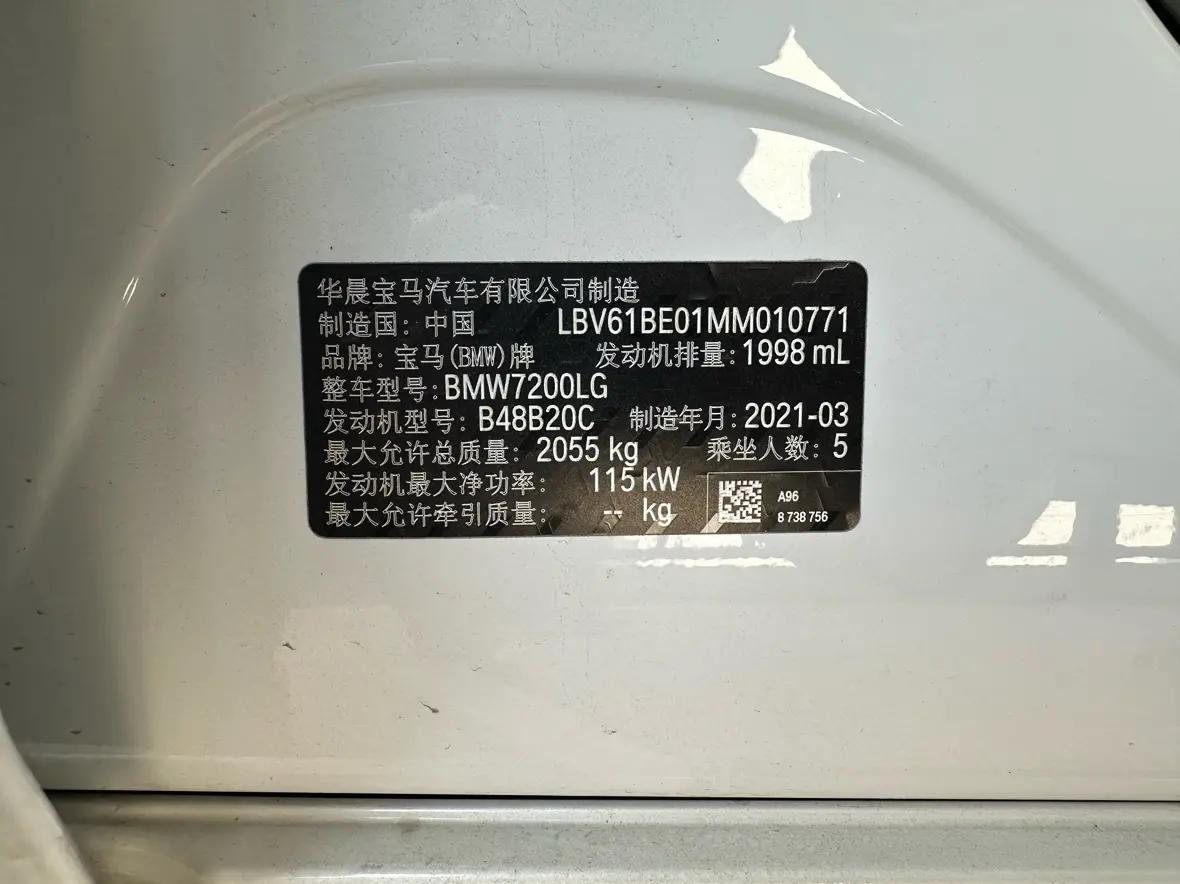 华晨宝马汽车有限公司制造
制造国：中国 LBV61BE01MM010771
品牌：宝马(BMW)牌 发动机排量：1998 mL
整车型号：BMW7200LG
发动机型号：B48B20C 制造年月：2021-03
最大允许总质量：2055 kg 乘坐人数：5
发动机最大净功率：115 kW
最大允许牵引质量：-- kg
A96
8 738 756